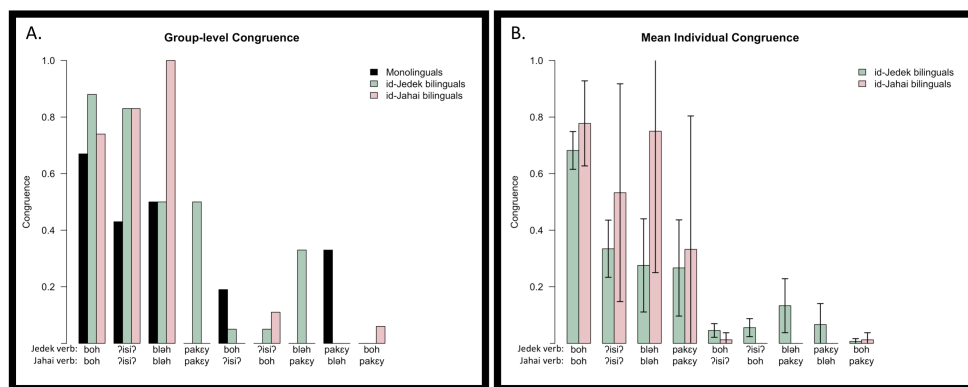 A.
Group-level Congruence
Monolinguals
id-Jedek bilinguals
id-Jahai bilinguals
1.0
0.8
0.6
0.4
0.2
0.0
Congruence
Jedek verb: boh ʔisiʔ bləh pakɛy boh ʔisiʔ bləh pakɛy boh
Jahai verb: boh ʔisiʔ bləh pakɛy ʔisiʔ boh pakɛy bləh pakɛy
B.
Mean Individual Congruence
id-Jedek bilinguals
id-Jahai bilinguals
1.0
0.8
0.6
0.4
0.2
0.0
Congruence
Jedek verb: boh ʔisiʔ bləh pakɛy boh ʔisiʔ bləh pakɛy boh
Jahai verb: boh ʔisiʔ bləh pakɛy ʔisiʔ boh pakɛy bləh pakɛy